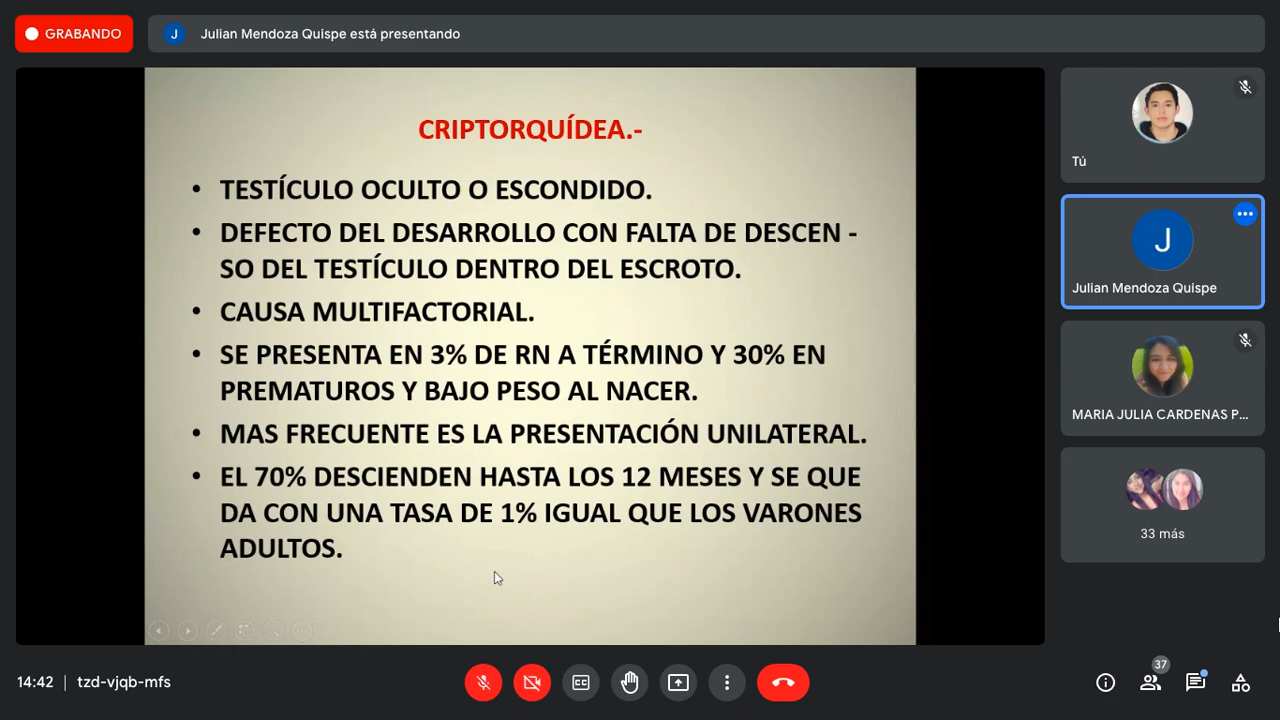 GRABANDO
J
Julian Mendoza Quispe está presentando
CRIPTORQUÍDEA.-
• TESTÍCULO OCULTO O ESCONDIDO.
• DEFECTO DEL DESARROLLO CON FALTA DE DESCEN -
SO DEL TESTÍCULO DENTRO DEL ESCROTO.
• CAUSA MULTIFACTORIAL.
• SE PRESENTA EN 3% DE RN A TÉRMINO Y 30% EN
PREMATUROS Y BAJO PESO AL NACER.
• MAS FRECUENTE ES LA PRESENTACIÓN UNILATERAL.
• EL 70% DESCIENDEN HASTA LOS 12 MESES Y SE QUE
DA CON UNA TASA DE 1% IGUAL QUE LOS VARONES
ADULTOS.
Tú
J
Julian Mendoza Quispe
MARIA JULIA CARDENAS P...
33 más
14:42 | tzd-vjqb-mfs
CC
37